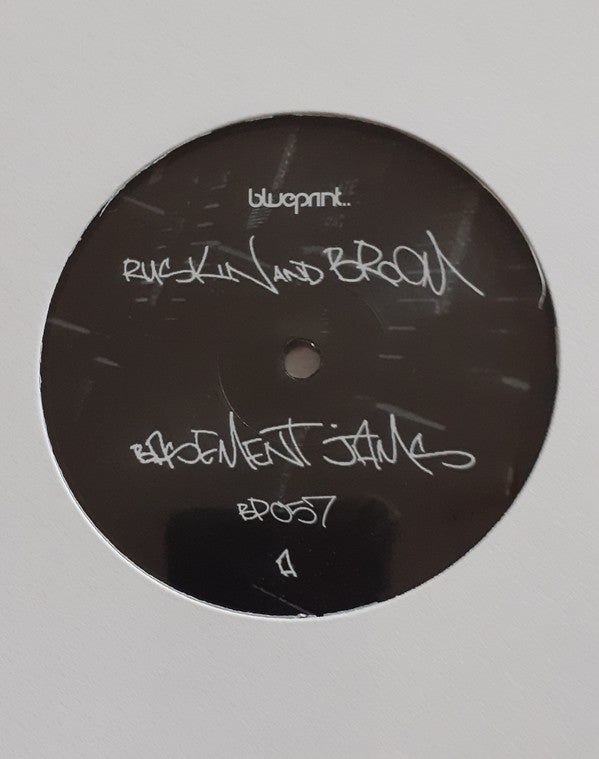 blueprint..
RUSKIN AND BROOM
BASEMENT JAMS
BP057
A